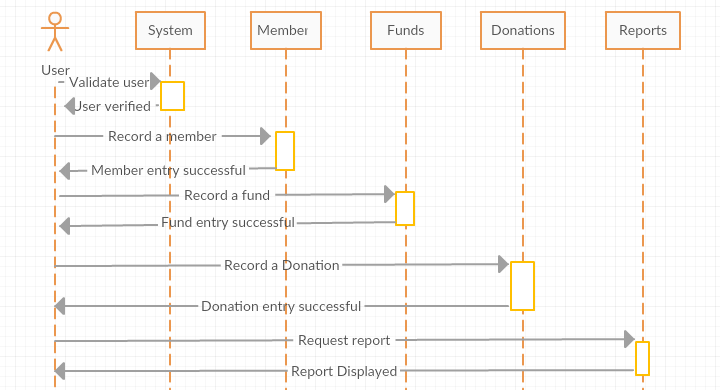 System
Member
Funds
Donations
Reports
User
Validate user
User verified
Record a member
Member entry successful
Record a fund
Fund entry successful
Record a Donation
Donation entry successful
Request report
Report Displayed